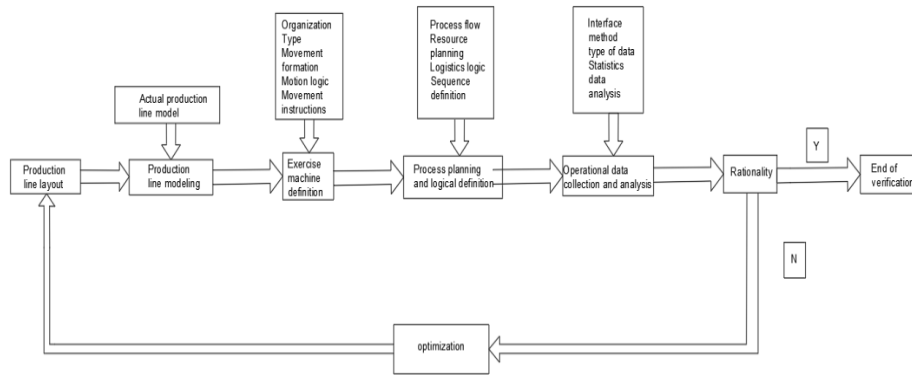 Organization
Type
Movement
formation
Motion logic
Movement
instructions
Process flow
Resource
planning
Logistics logic
Sequence
definition
Interface
method
type of data
Statistics
data
analysis
Actual production
line model
Production
line layout
Production
line modeling
Exercise
machine
definition
Process planning
and logical definition
Operational data
collection and analysis
Rationality
Y
End of
verification
N
optimization